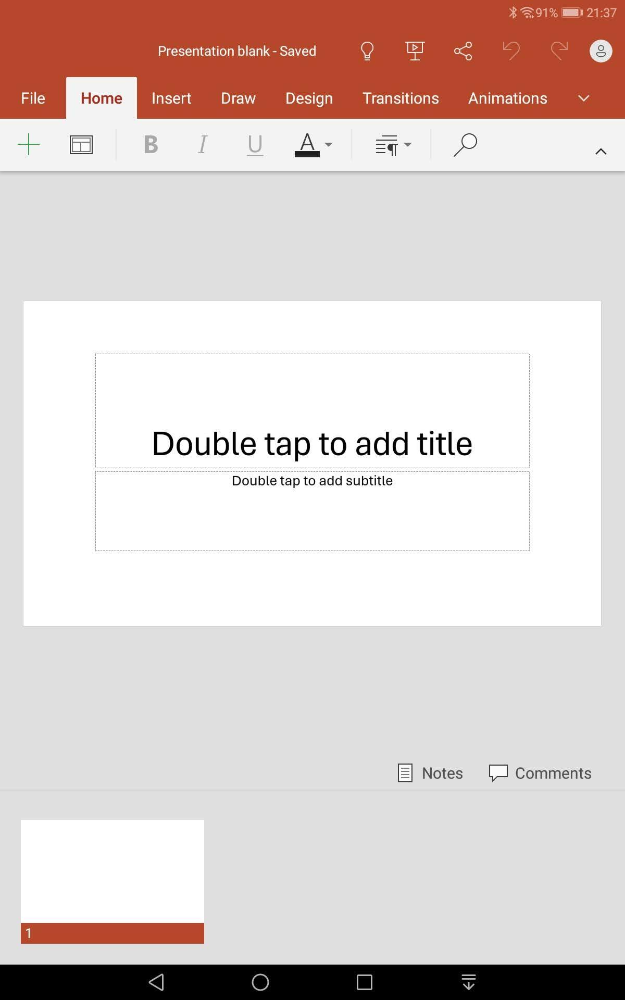 91% 21:37
Presentation blank - Saved
File Home Insert Draw Design Transitions Animations
B I U A
Double tap to add title
Double tap to add subtitle
Notes Comments
1